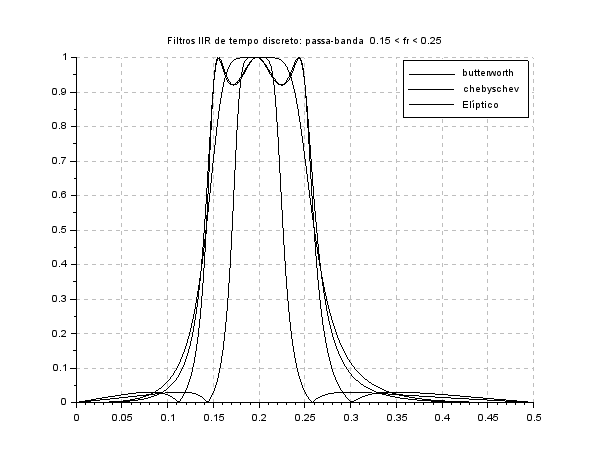 Filtros IIR de tempo discreto: passa-banda 0.15 < fr < 0.25
butterworth
chebyschev
Elíptico
1
0.9
0.8
0.7
0.6
0.5
0.4
0.3
0.2
0.1
0
0 0.05 0.1 0.15 0.2 0.25 0.3 0.35 0.4 0.45 0.5